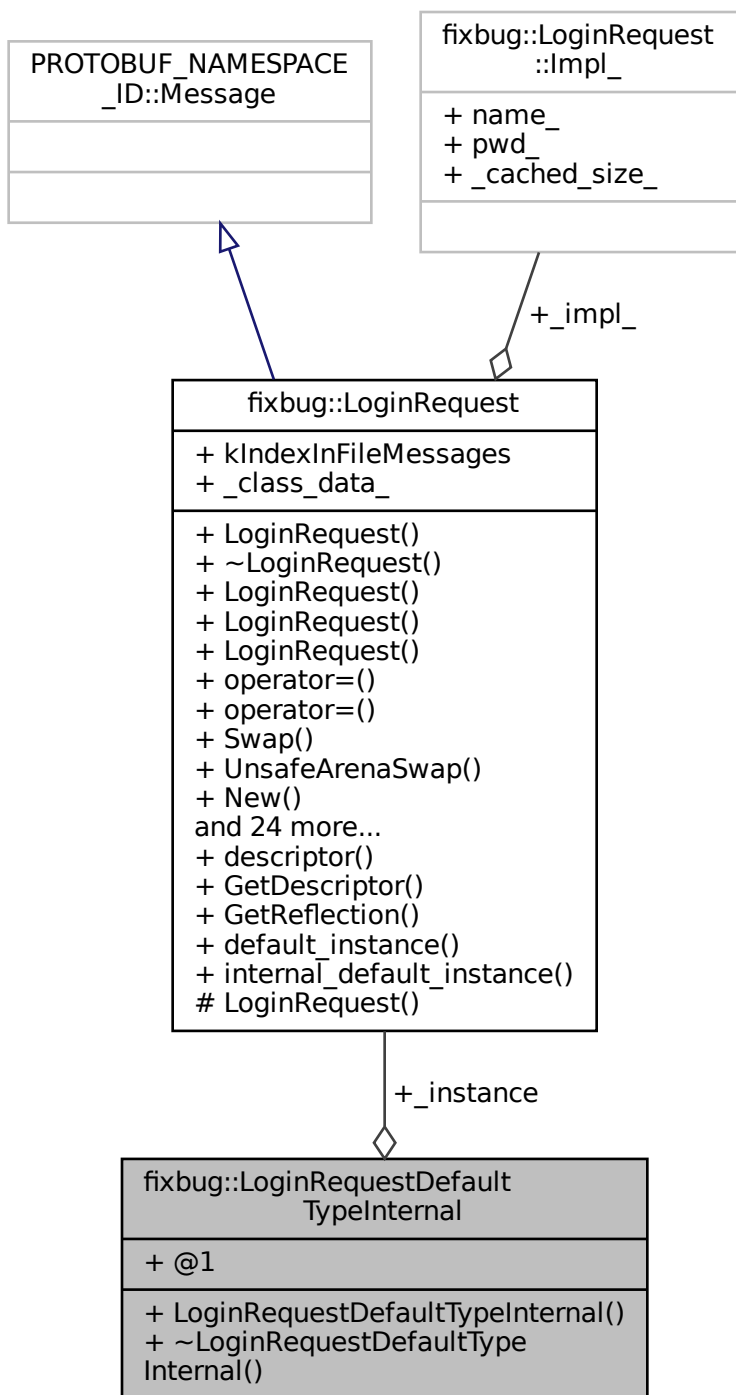 PROTOBUF_NAMESPACE
_ID::Message
fixbug::LoginRequest
::Impl_
+ name_
+ pwd_
+ _cached_size_
+_impl_
fixbug::LoginRequest
+ kIndexInFileMessages
+ _class_data_
+ LoginRequest()
+ ~LoginRequest()
+ LoginRequest()
+ LoginRequest()
+ LoginRequest()
+ operator=()
+ operator=()
+ Swap()
+ UnsafeArenaSwap()
+ New()
and 24 more...
+ descriptor()
+ GetDescriptor()
+ GetReflection()
+ default_instance()
+ internal_default_instance()
# LoginRequest()
+_instance
fixbug::LoginRequestDefault
TypeInternal
+ @1
+ LoginRequestDefaultTypeInternal()
+ ~LoginRequestDefaultType
Internal()